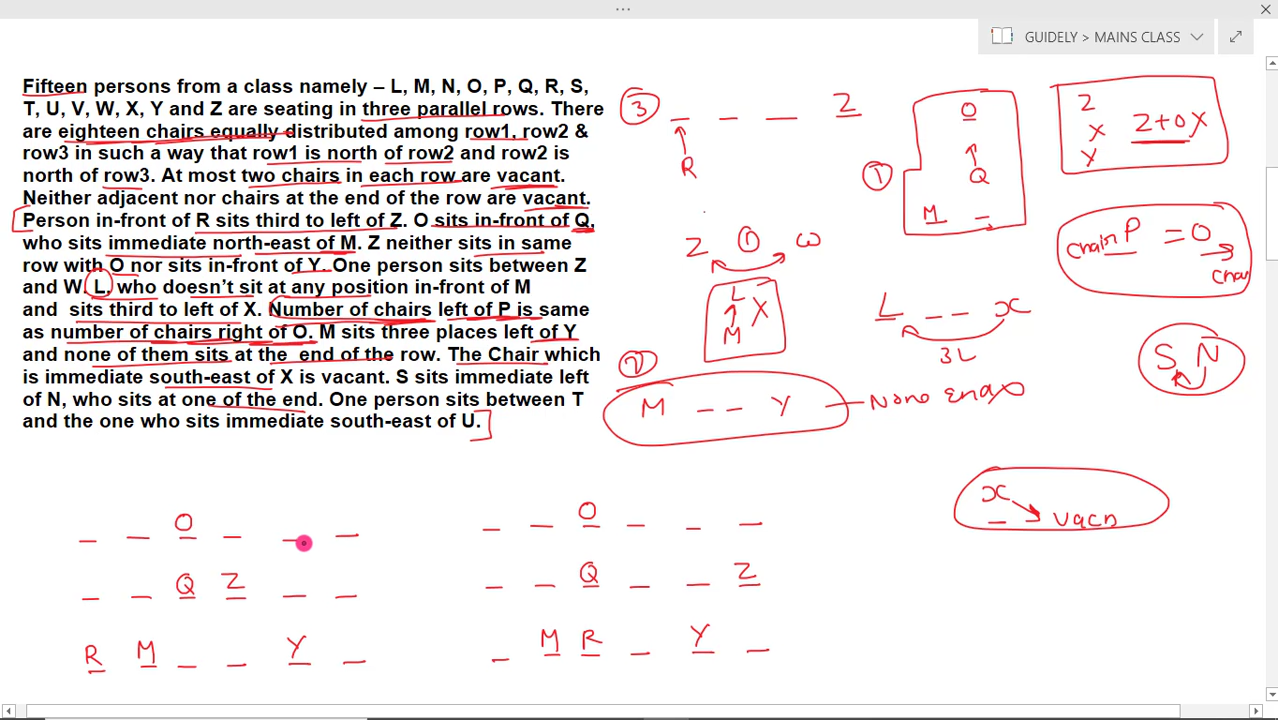 GUIDELY > MAINS CLASS
Fifteen persons from a class namely – L, M, N, O, P, Q, R, S,
T, U, V, W, X, Y and Z are seating in three parallel rows. There
are eighteen chairs equally distributed among row1, row2 &
row3 in such a way that row1 is north of row2 and row2 is
north of row3. At most two chairs in each row are vacant.
Neither adjacent nor chairs at the end of the row are vacant.
Person in-front of R sits third to left of Z. O sits in-front of Q,
who sits immediate north-east of M. Z neither sits in same
row with O nor sits in-front of Y. One person sits between Z
and W. L, who doesn't sit at any position in-front of M
and sits third to left of X. Number of chairs left of P is same
as number of chairs right of O. M sits three places left of Y
and none of them sits at the end of the row. The Chair which
is immediate south-east of X is vacant. S sits immediate left
of N, who sits at one of the end. One person sits between T
and the one who sits immediate south-east of U.
3 _ _ _ Z
R
1 O
Q
M _
Z
X
Y
Z+O X
Z 1 W
L
M X
L _ _ X
3L
Chair P = O
Chair
S N
2
M _ _ Y
None end
X
_ _ Vacn
_ _ O _ _ _
_ _ Q Z _ _
R M _ _ Y _
_ _ O _ _ _
_ _ Q _ _ Z
_ M R _ Y _